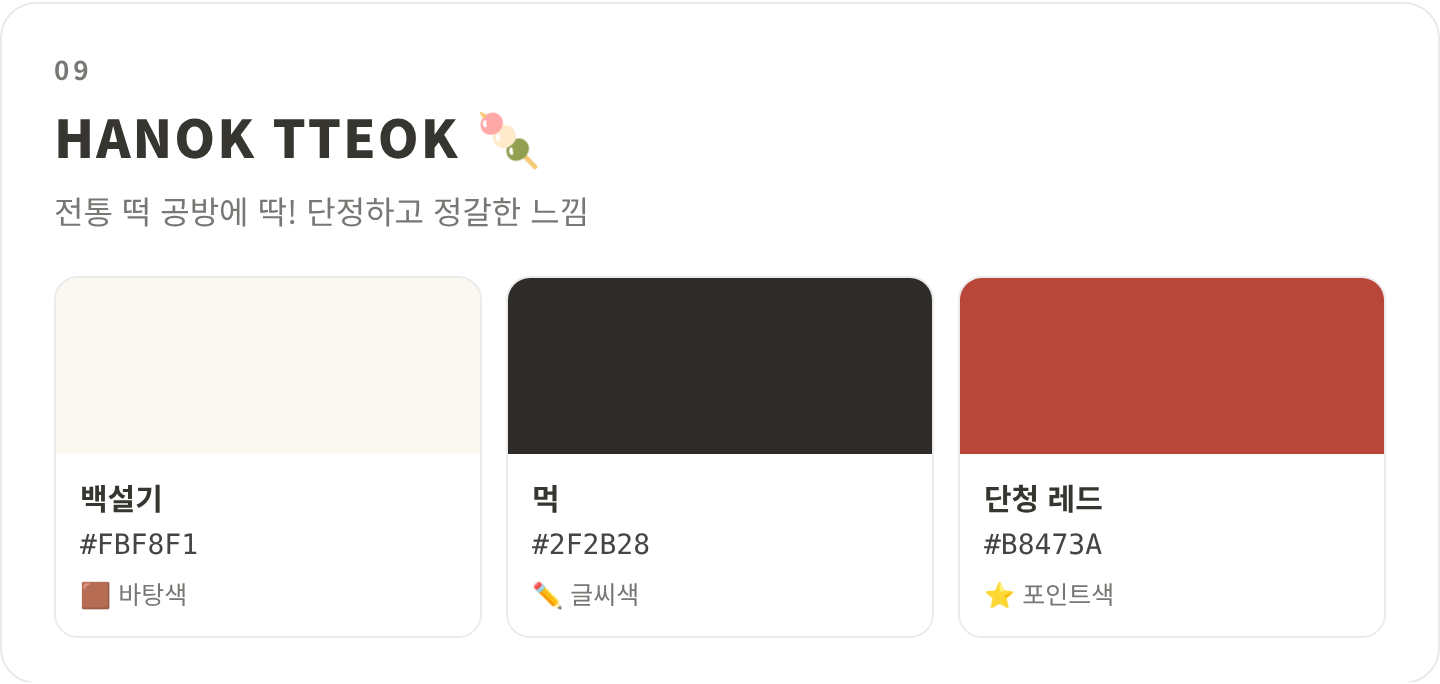 09
HANOK TTEOK 🍡
전통 떡 공방에 딱! 단정하고 정갈한 느낌
백설기
#FBF8F1
🟫 바탕색
먹
#2F2B28
✏️ 글씨색
단청 레드
#B8473A
⭐ 포인트색